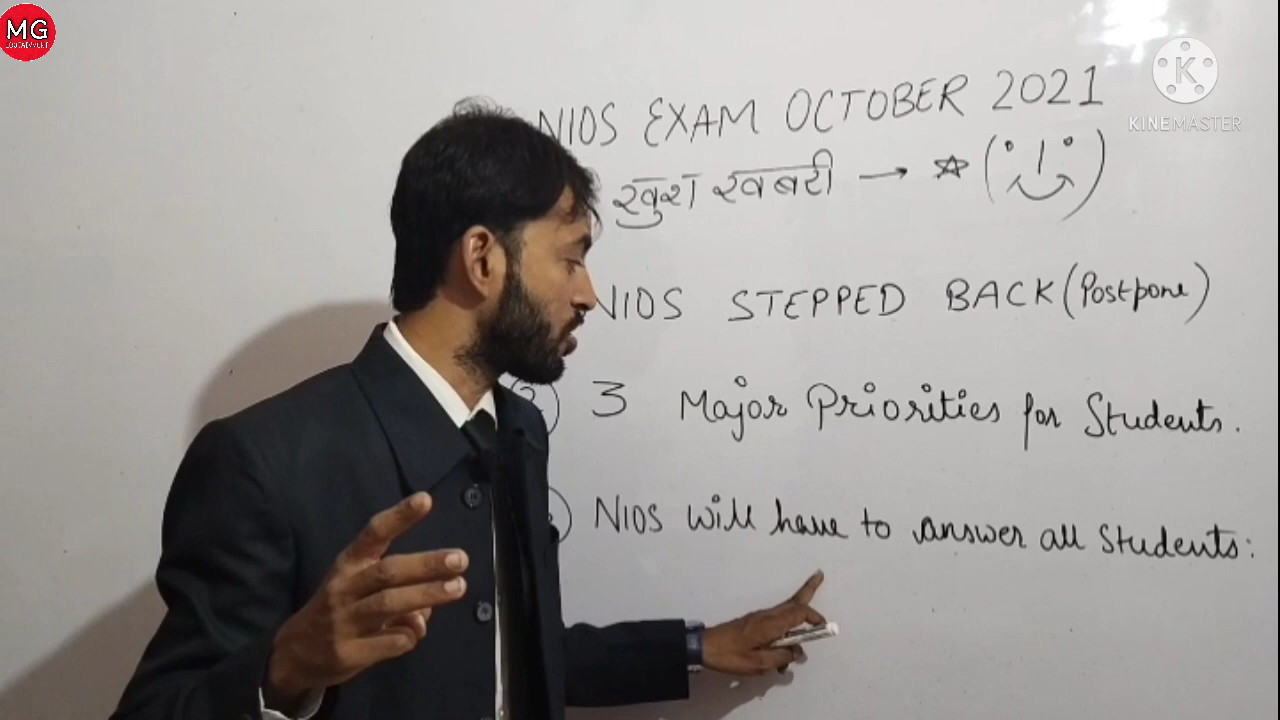 MG
KINEMASTER
NIOS EXAM OCTOBER 2021
खुश खबरी →
NIOS STEPPED BACK (Postpone)
2) 3 Major Priorities for Students.
) NIOS will have to answer all students: